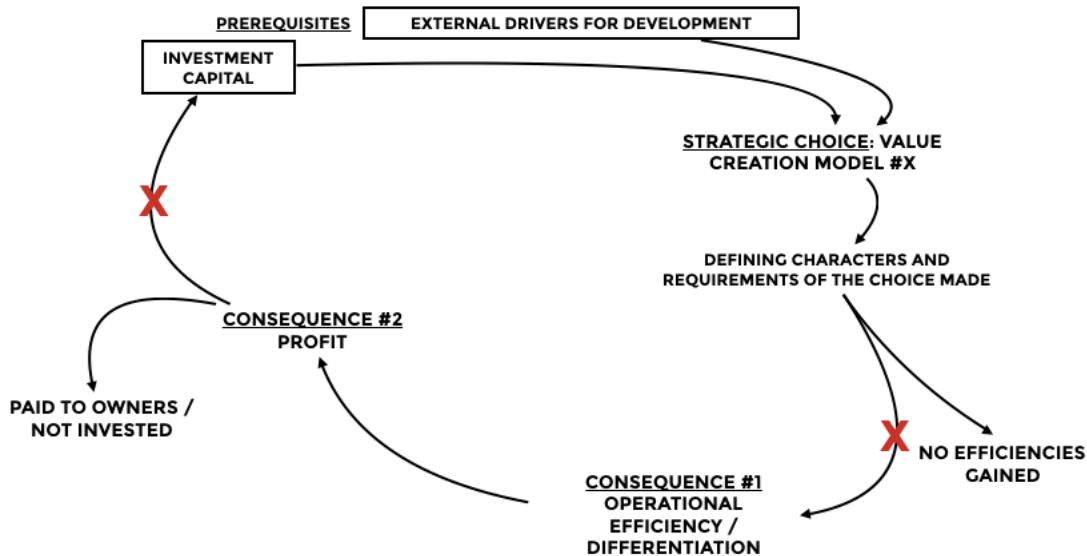 PREREQUISITES
EXTERNAL DRIVERS FOR DEVELOPMENT
INVESTMENT
CAPITAL
STRATEGIC CHOICE: VALUE
CREATION MODEL #X
X
DEFINING CHARACTERS AND
REQUIREMENTS OF THE CHOICE MADE
CONSEQUENCE #2
PROFIT
PAID TO OWNERS /
NOT INVESTED
X
NO EFFICIENCIES
GAINED
CONSEQUENCE #1
OPERATIONAL
EFFICIENCY /
DIFFERENTIATION